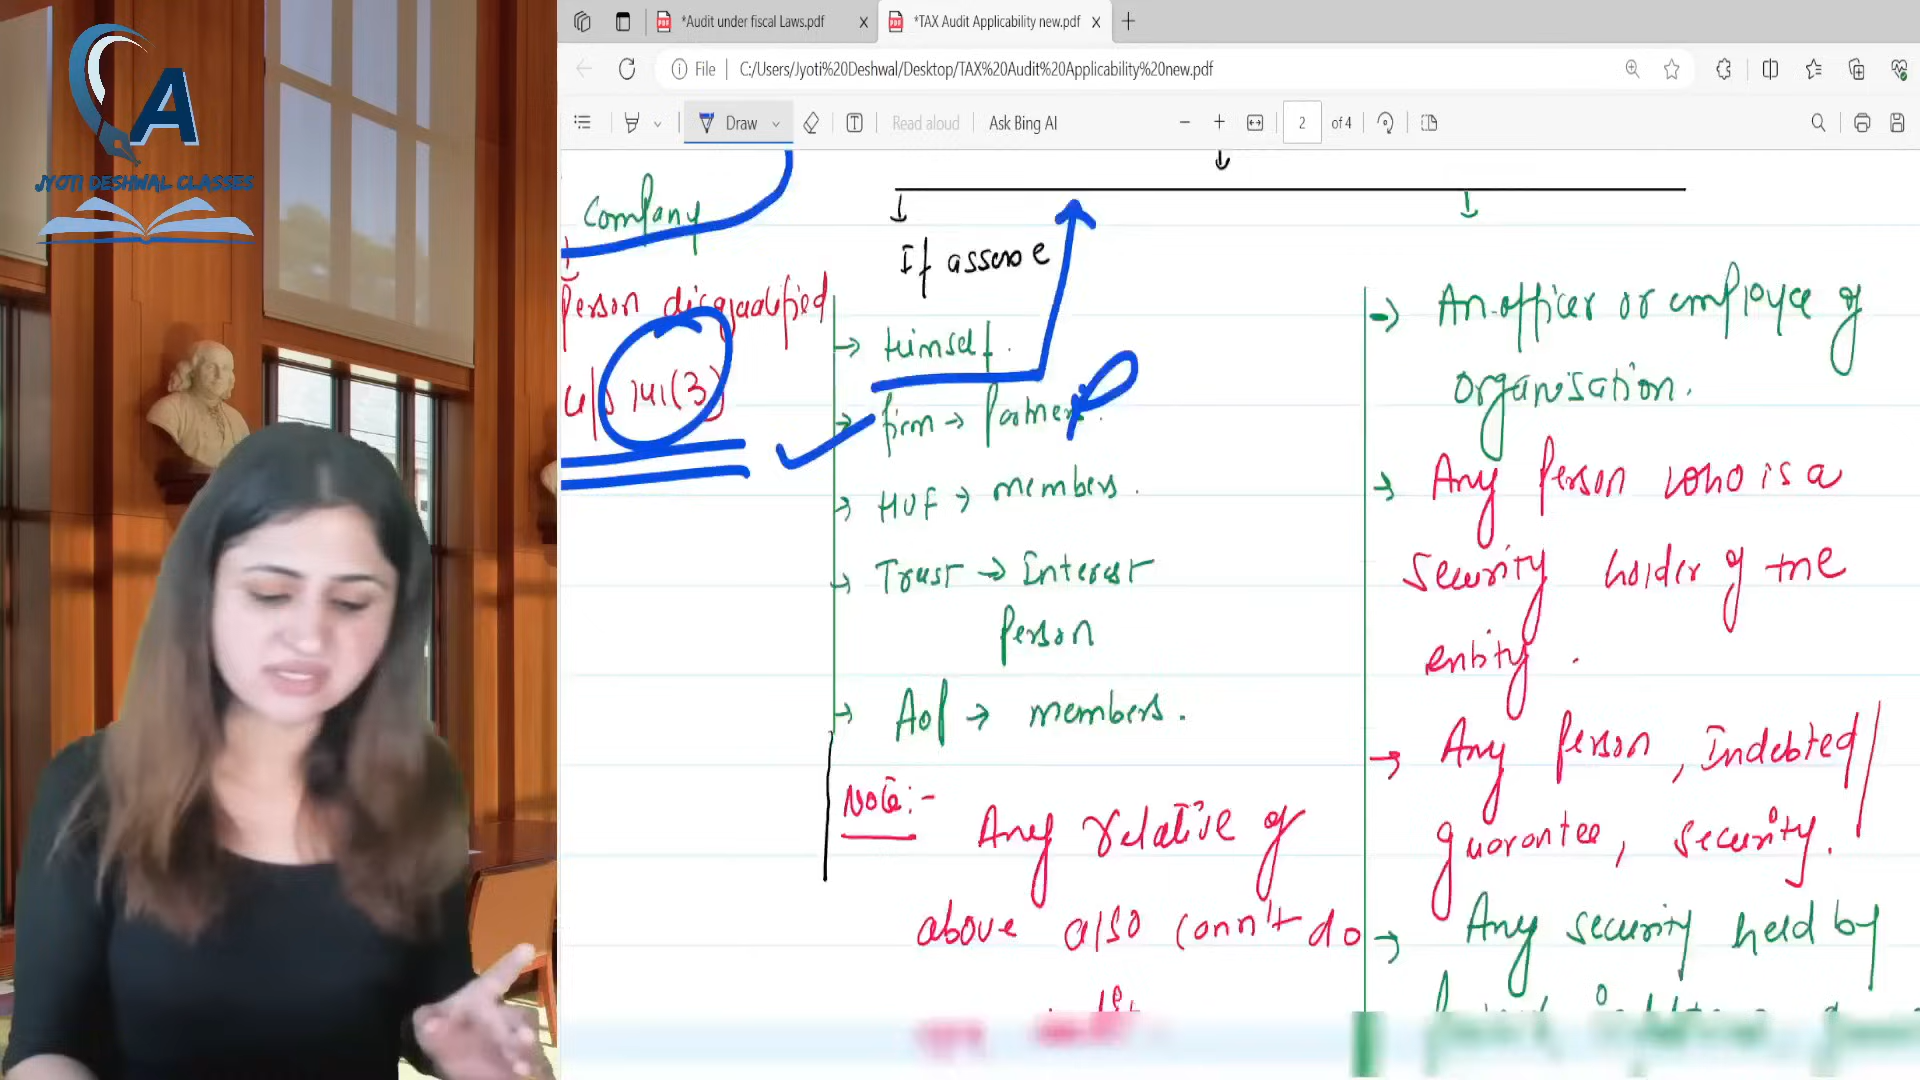 *Audit under fiscal Laws.pdf
*TAX Audit Applicability new.pdf
File
C:/Users/Jyoti%20Deshwal/Desktop/TAX%20Audit%20Applicability%20new.pdf
Draw
Read aloud
Ask Bing AI
2
of 4
CA
JYOTI DESHWAL CLASSES
Company
Person disqualified
u/s 141(3)
If assesse
→ Himself.
→ firm → Partner.
→ HUF → members.
→ Trust → Interest
Person
→ AOP → members.
Note:-
Any relative of
above also conn't do
→ An officer or employee of
organisation.
→ Any Person who is a
security holder of the
entity.
→ Any Person, Indebted/
guarantee, security.
→ Any security held by